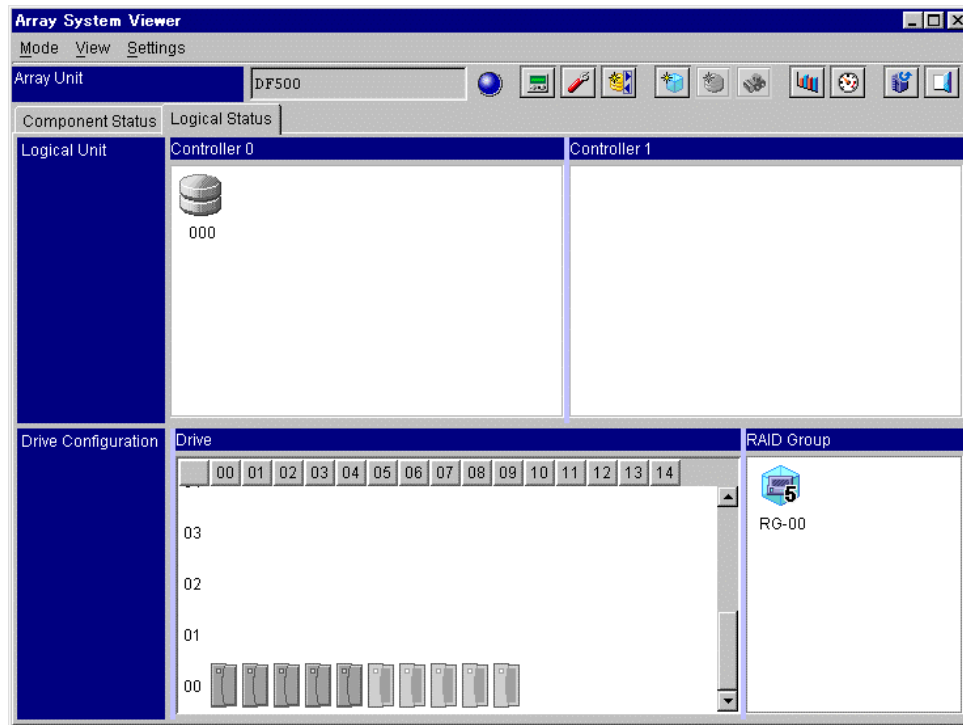 Array System Viewer
Mode View Settings
Array Unit DF500
Component Status Logical Status
Logical Unit Controller 0 Controller 1
000
Drive Configuration Drive RAID Group
00 01 02 03 04 05 06 07 08 09 10 11 12 13 14
5
RG-00
03
02
01
00